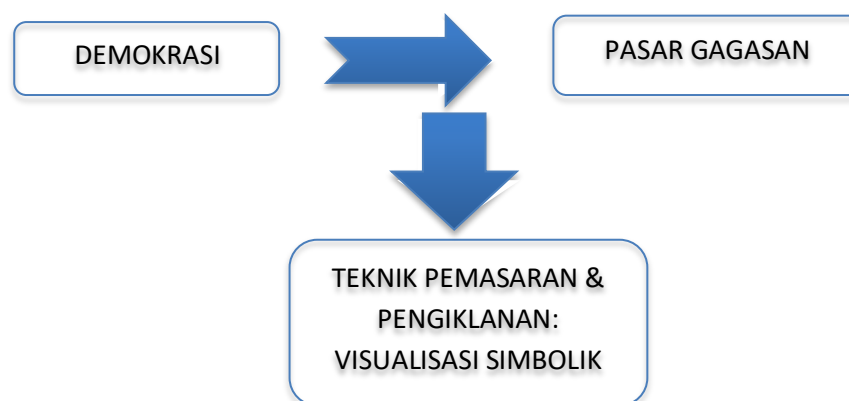 DEMOKRASI
PASAR GAGASAN
TEKNIK PEMASARAN &
PENGIKLANAN:
VISUALISASI SIMBOLIK